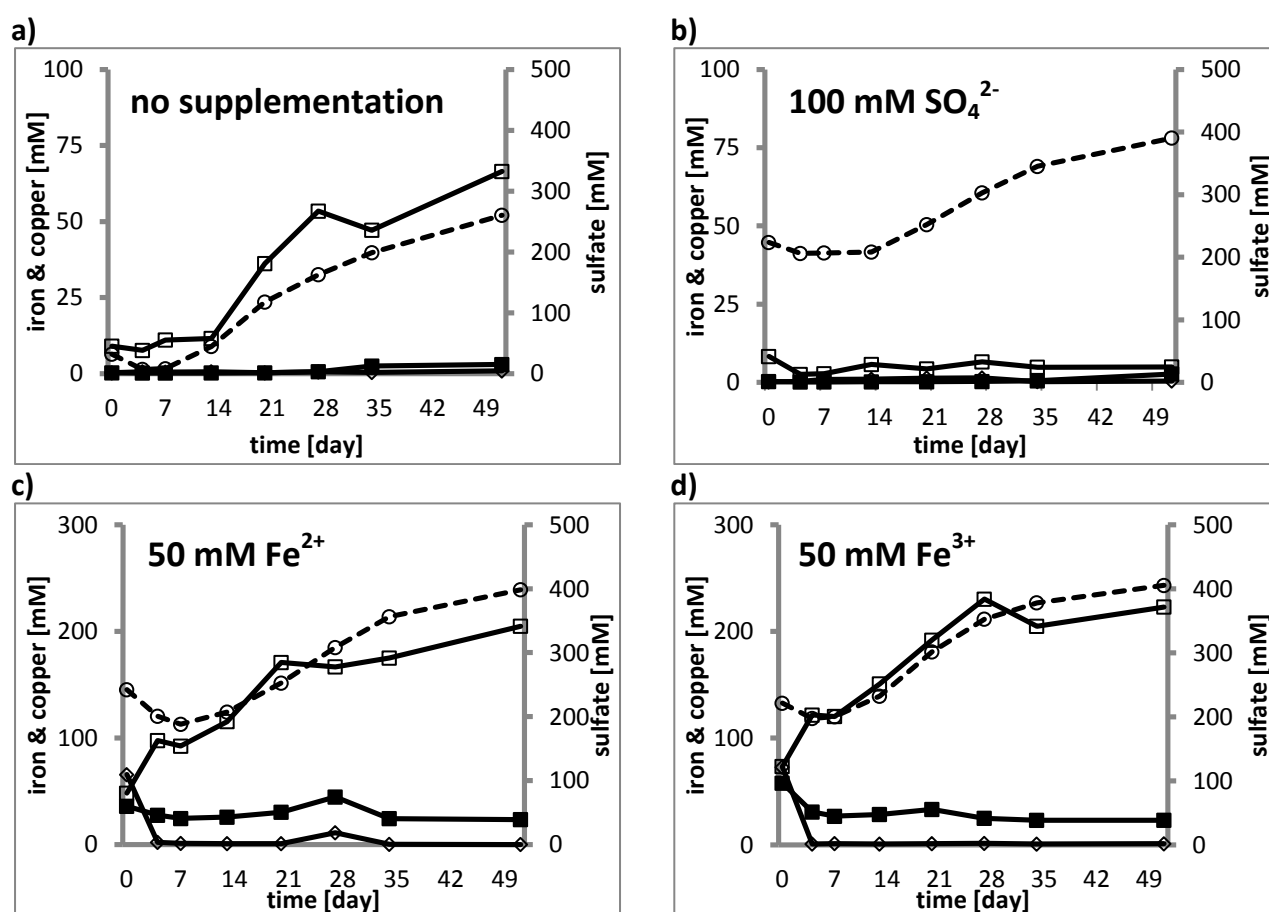 a)
no supplementation
iron & copper [mM]
100
75
50
25
0
500
400
300
200
100
0
sulfate [mM]
0 7 14 21 28 35 42 49
time [day]
b)
100 mM SO₄²⁻
iron & copper [mM]
100
75
50
25
0
500
400
300
200
100
0
sulfate [mM]
0 7 14 21 28 35 42 49
time [day]
c)
50 mM Fe²⁺
iron & copper [mM]
300
200
100
0
500
400
300
200
100
0
sulfate [mM]
0 7 14 21 28 35 42 49
time [day]
d)
50 mM Fe³⁺
iron & copper [mM]
300
200
100
0
500
400
300
200
100
0
sulfate [mM]
0 7 14 21 28 35 42 49
time [day]